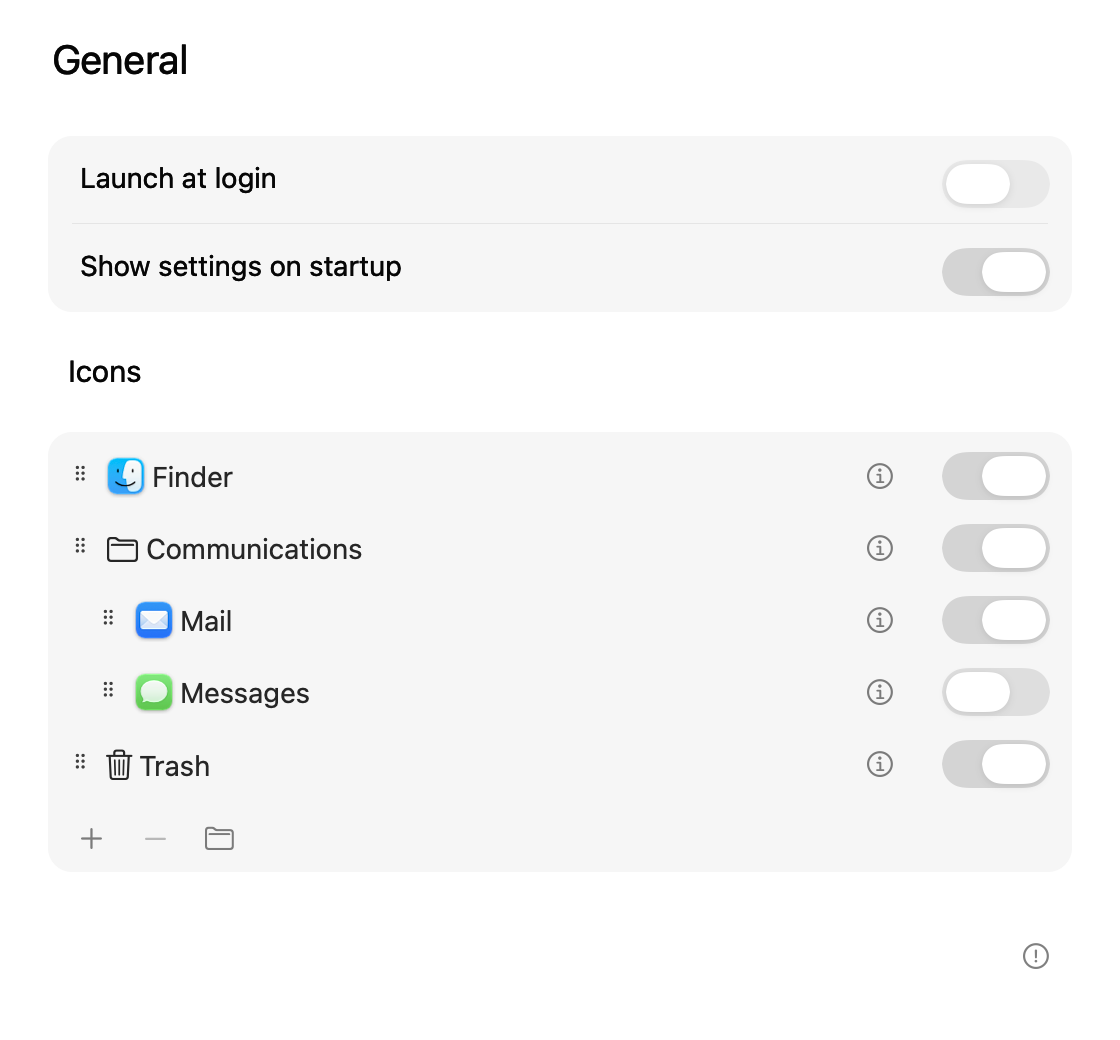 General
Launch at login
Show settings on startup
Icons
Finder
Communications
Mail
Messages
Trash